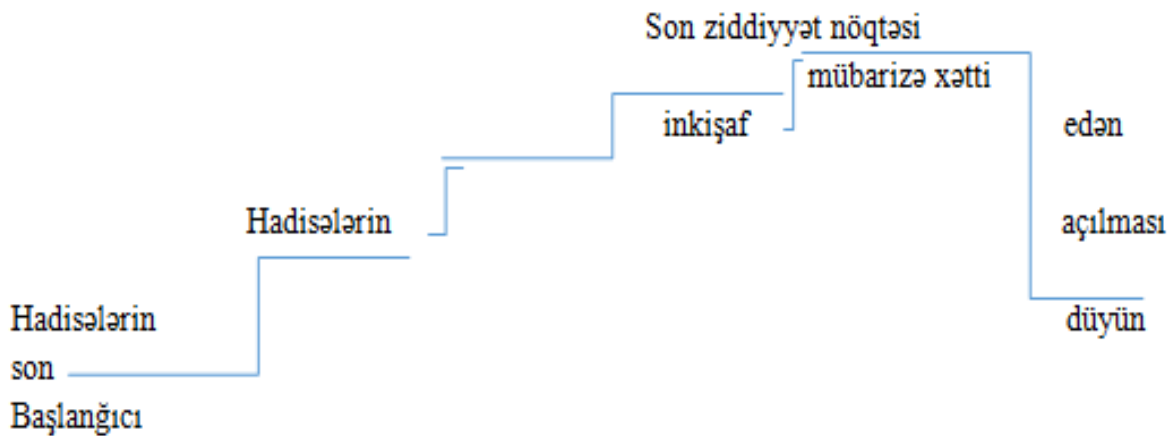 Son ziddiyyət nöqtəsi
mübarizə xətti
inkişaf edən
Hadisələrin açılması
Hadisələrin düyün
son
Başlanğıcı